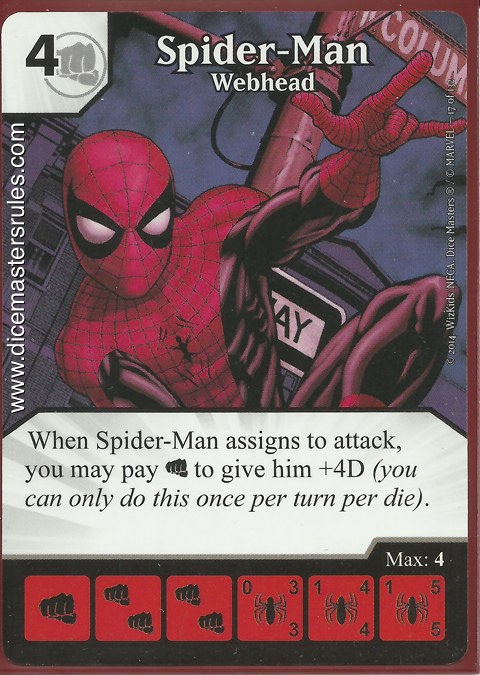 4
Spider-Man
Webhead
COLUM
www.dicemastersrules.com
© 2014 WizKids/NECA Dice Masters ® / © MARVEL — 17 of 132
AY
When Spider-Man assigns to attack,
you may pay to give him +4D (you
can only do this once per turn per die).
Max: 4
0 3 1 4 1 5
3 4 5